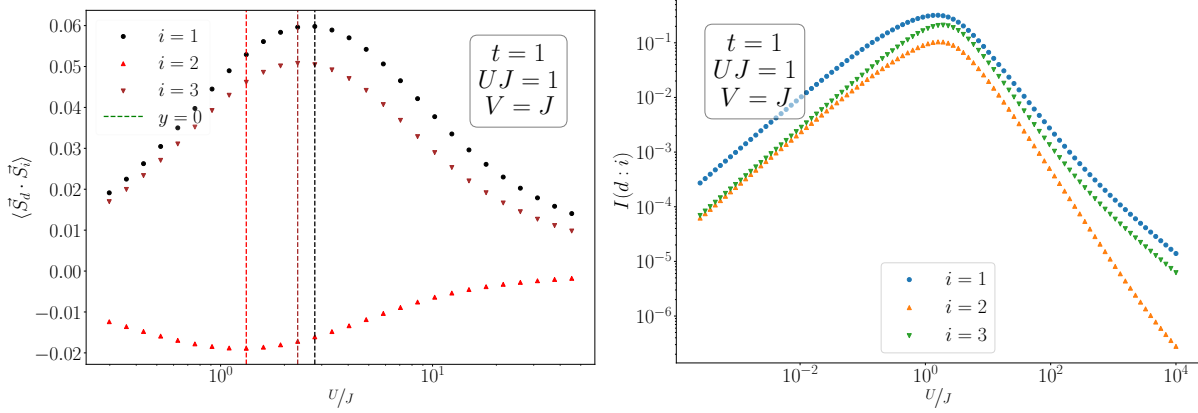 0.06
0.05
0.04
0.03
0.02
0.01
0.00
−0.01
−0.02
⟨S⃗_d · S⃗_i⟩
i = 1
i = 2
i = 3
y = 0
t = 1
UJ = 1
V = J
10^0
10^1
U/J
10^−1
10^−2
10^−3
10^−4
10^−5
10^−6
I(d : i)
t = 1
UJ = 1
V = J
i = 1
i = 2
i = 3
10^−2
10^0
10^2
10^4
U/J